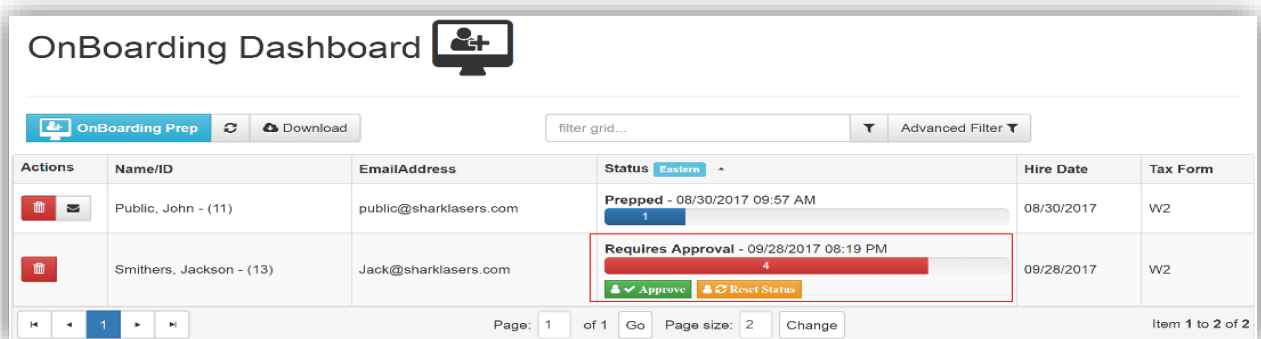 OnBoarding Dashboard
OnBoarding Prep Download filter grid... Advanced Filter
Actions Name/ID EmailAddress Status Eastern Hire Date Tax Form
Public, John - (11) public@sharklasers.com Prepped - 08/30/2017 09:57 AM 08/30/2017 W2
1
Requires Approval - 09/28/2017 08:19 PM
Smithers, Jackson - (13) Jack@sharklasers.com 4 09/28/2017 W2
Approve Reset Status
1 Page: 1 of 1 Go Page size: 2 Change Item 1 to 2 of 2